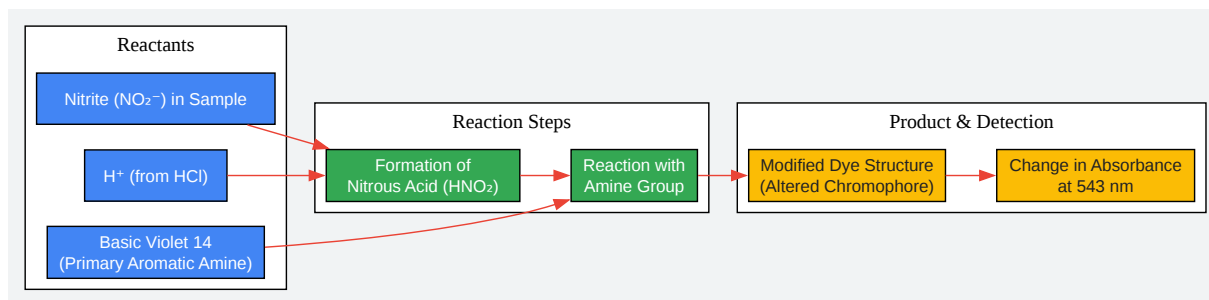 Reactants
Nitrite (NO₂⁻) in Sample
H⁺ (from HCl)
Basic Violet 14
(Primary Aromatic Amine)
Reaction Steps
Formation of
Nitrous Acid (HNO₂)
Reaction with
Amine Group
Product & Detection
Modified Dye Structure
(Altered Chromophore)
Change in Absorbance
at 543 nm